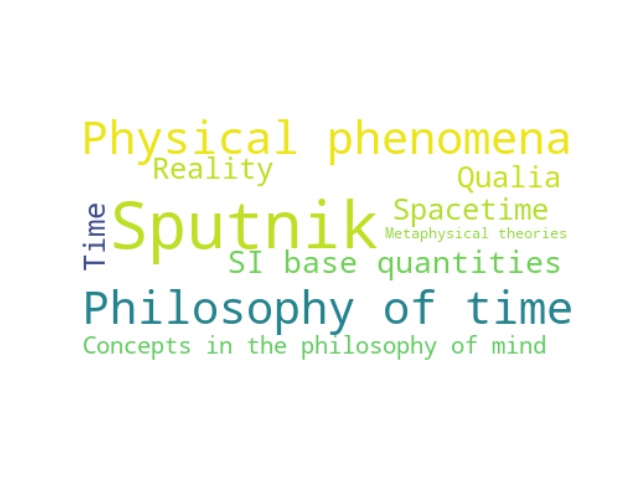 Physical phenomena
Reality
Qualia
Time
Sputnik
Spacetime
Metaphysical theories
SI base quantities
Philosophy of time
Concepts in the philosophy of mind